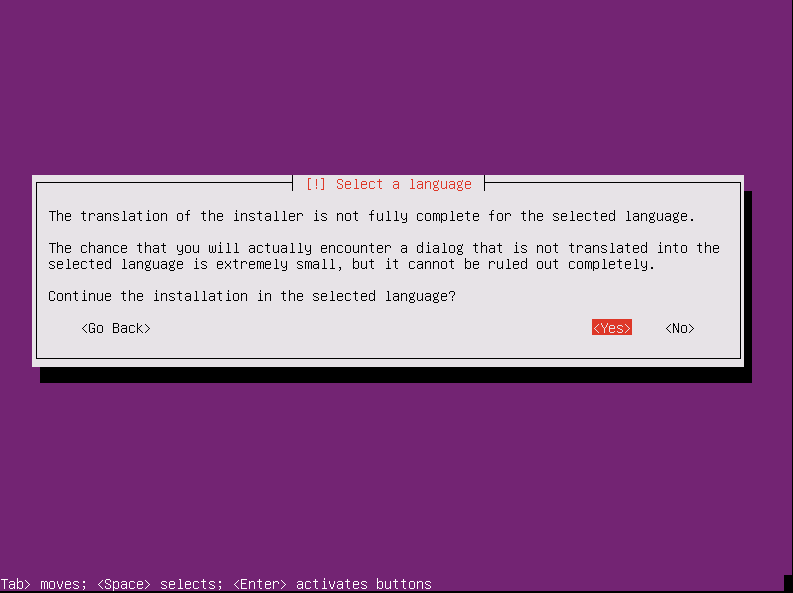 [!] Select a language
The translation of the installer is not fully complete for the selected language.
The chance that you will actually encounter a dialog that is not translated into the
selected language is extremely small, but it cannot be ruled out completely.
Continue the installation in the selected language?
<Go Back> <Yes> <No>
Tab> moves; <Space> selects; <Enter> activates buttons